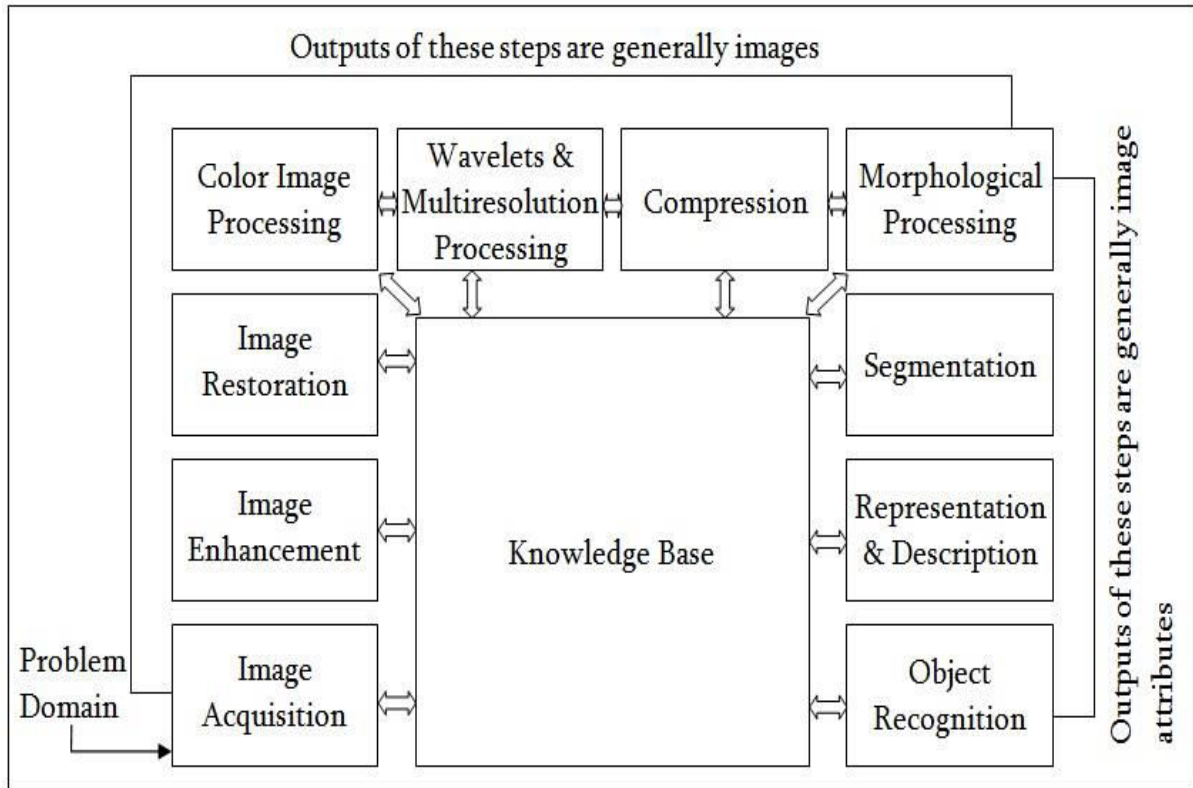 Outputs of these steps are generally images
Color Image
Processing
Wavelets &
Multiresolution
Processing
Compression
Morphological
Processing
Image
Restoration
Segmentation
Image
Enhancement
Knowledge Base
Representation
& Description
Problem
Domain
Image
Acquisition
Object
Recognition
Outputs of these steps are generally image
attributes